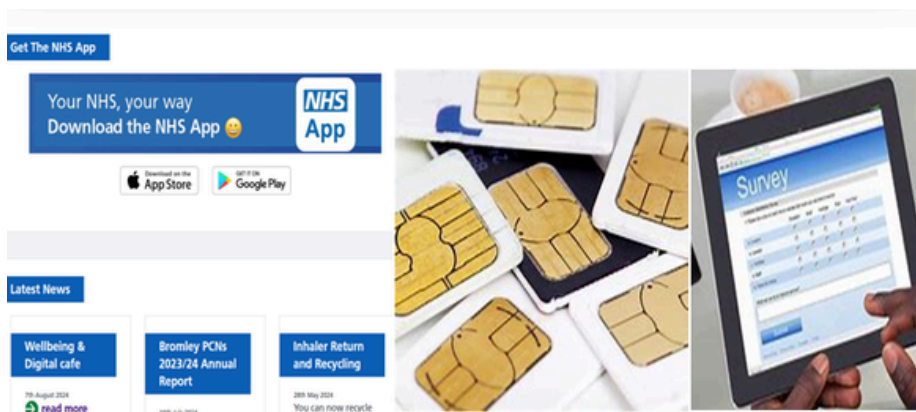 Get The NHS App
Your NHS, your way
Download the NHS App 😀
NHS
App
Download on the
App Store
GET IT ON
Google Play
Latest News
Wellbeing &
Digital cafe
7th August 2024
read more
Bromley PCNs
2023/24 Annual
Report
Inhaler Return
and Recycling
28th May 2024
You can now recycle
Survey